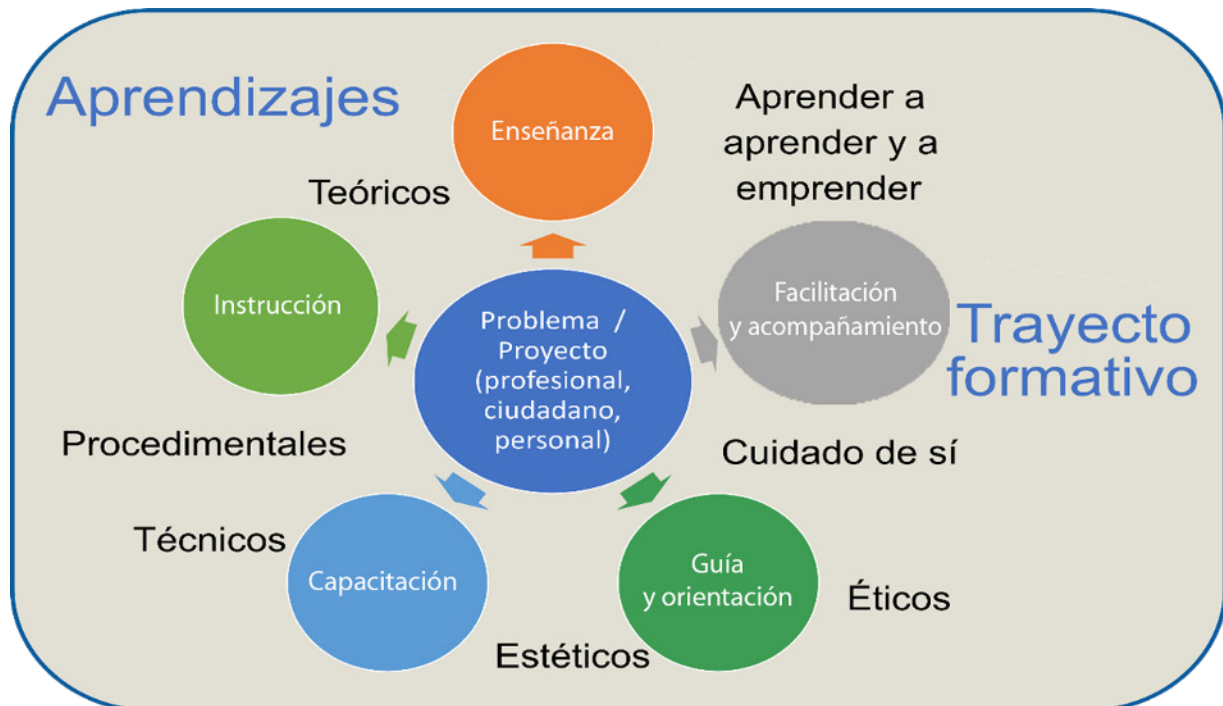 Aprendizajes
Enseñanza
Aprender a
aprender y a
emprender
Teóricos
Instrucción
Facilitación
y acompañamiento
Trayecto
formativo
Problema /
Proyecto
(profesional,
ciudadano,
personal)
Procedimentales
Cuidado de sí
Técnicos
Capacitación
Guía
y orientación
Éticos
Estéticos